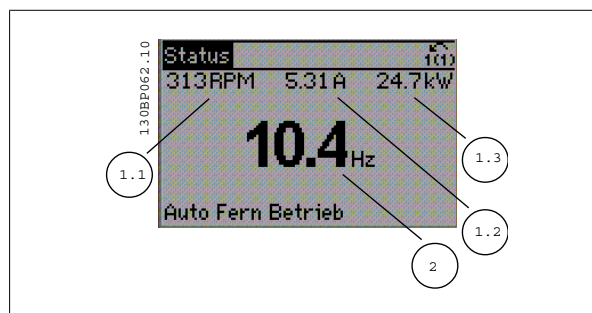 130BP062.10
Status 1(1)
313RPM 5.31A 24.7kW
10.4Hz
Auto Fern Betrieb
1.1
1.3
1.2
2